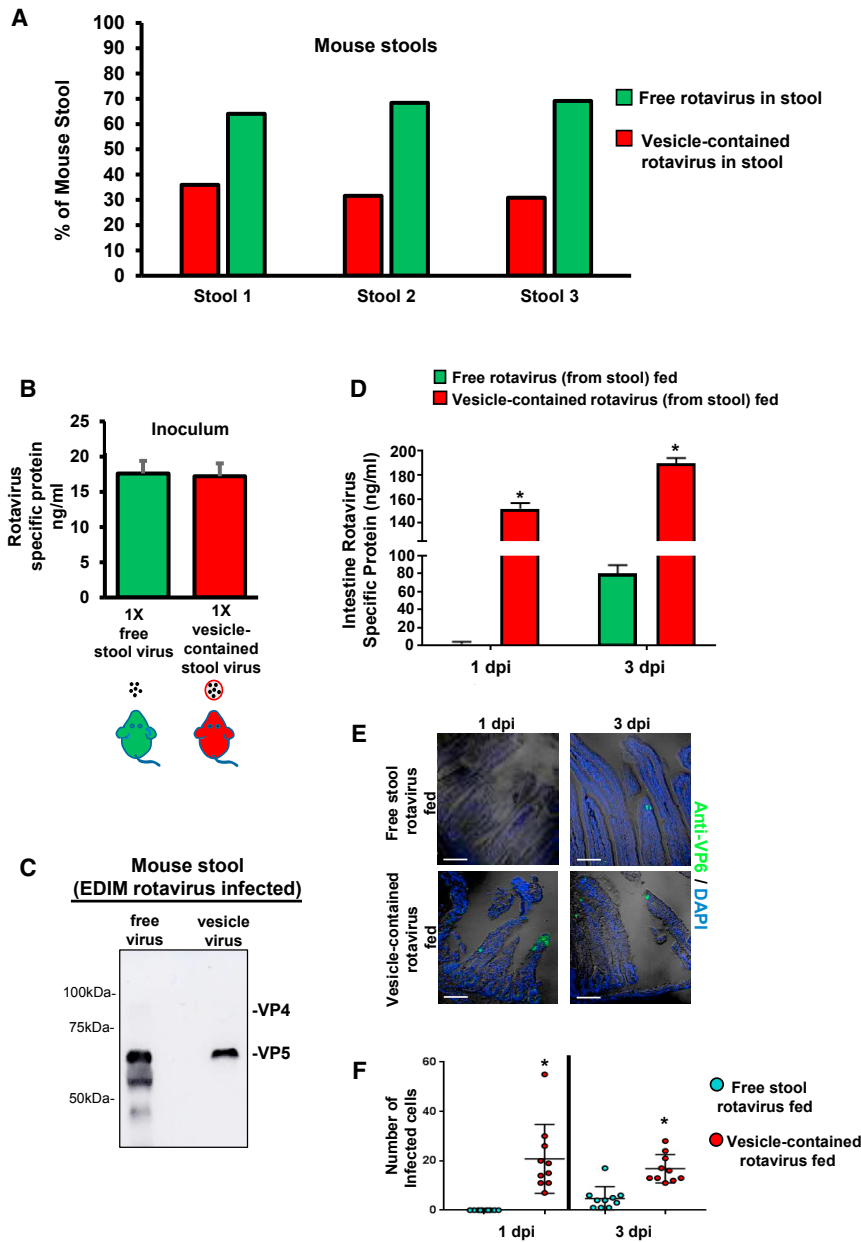 A
Mouse stools
% of Mouse Stool
100
90
80
70
60
50
40
30
20
10
0
Stool 1
Stool 2
Stool 3
Free rotavirus in stool
Vesicle-contained
rotavirus in stool
B
Inoculum
Rotavirus
specific protein
ng/ml
25
20
15
10
5
0
1X
free
stool virus
1X
vesicle-
contained
stool virus
C
Mouse stool
(EDIM rotavirus infected)
free
virus
vesicle
virus
100kDa-
75kDa-
50kDa-
-VP4
-VP5
D
Free rotavirus (from stool) fed
Vesicle-contained rotavirus (from stool) fed
Intestine Rotavirus
Specific Protein (ng/ml)
200
180
160
140
100
80
60
40
20
0
*
*
1 dpi
3 dpi
E
1 dpi
3 dpi
Free stool
rotavirus
fed
Vesicle-contained
rotavirus
fed
Anti-VP6 / DAPI
F
Number of
Infected cells
60
40
20
0
*
*
1 dpi
3 dpi
Free stool
rotavirus fed
Vesicle-contained
rotavirus fed